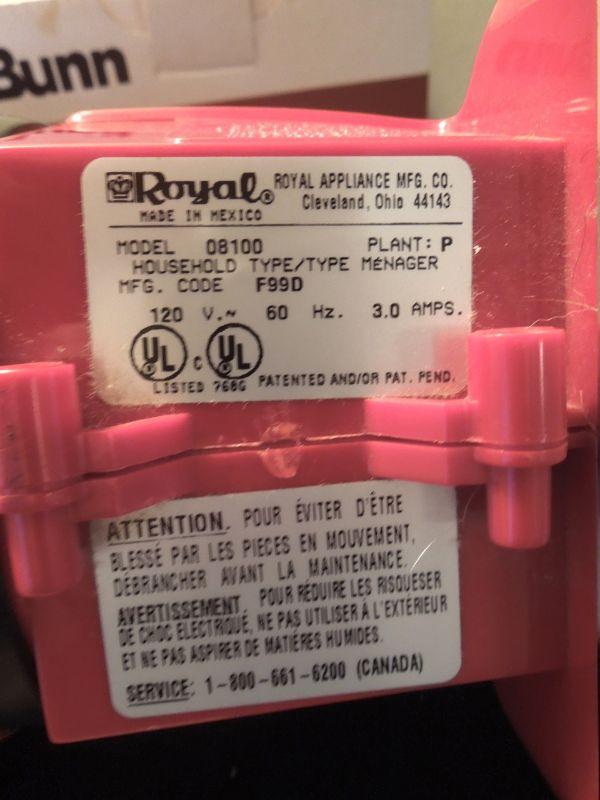 Bunn
Royal® ROYAL APPLIANCE MFG. CO.
MADE IN MEXICO Cleveland, Ohio 44143
MODEL 08100 PLANT: P
HOUSEHOLD TYPE/TYPE MÉNAGER
MFG. CODE F99D
120 V.~ 60 Hz. 3.0 AMPS.
UL® C UL®
LISTED 768G PATENTED AND/OR PAT. PEND.
ATTENTION. POUR ÉVITER D'ÊTRE
BLESSÉ PAR LES PIECES EN MOUVEMENT,
DÉBRANCHER AVANT LA MAINTENANCE.
AVERTISSEMENT. POUR RÉDUIRE LES RISQUESER
DE CHOC ELECTRIQUE, NE PAS UTILISER À L'EXTÉRIEUR
ET NE PAS ASPIRER DE MATIÈRES HUMIDES.
SERVICE: 1-800-661-6200 (CANADA)